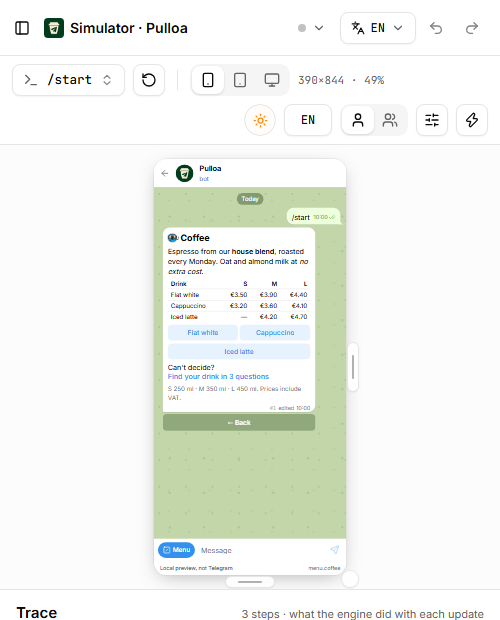 Simulator · Pulloa
EN
/start
390×844 · 49%
EN
Pulloa
bot
Today
/start 10:00
Coffee
Espresso from our house blend, roasted
every Monday. Oat and almond milk at no
extra cost.
Drink S M L
Flat white €3.50 €3.90 €4.40
Cappuccino €3.20 €3.60 €4.10
Iced latte — €4.20 €4.70
Flat white Cappuccino
Iced latte
Can't decide?
Find your drink in 3 questions
S 250 ml · M 350 ml · L 450 ml. Prices include
VAT.
#1 edited 10:00
← Back
Menu Message
Local preview, not Telegram menu.coffee
Trace 3 steps · what the engine did with each update